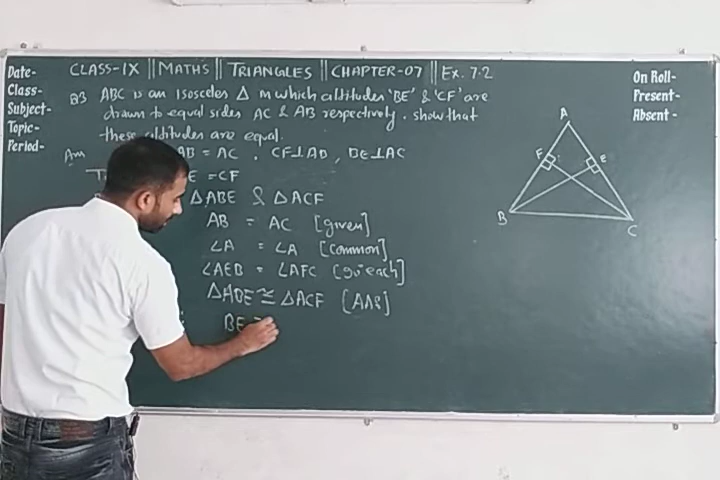 CLASS-IX || MATHS || TRIANGLES || CHAPTER-07 || Ex. 7.2
Date-
Class-
Subject-
Topic-
Period-
On Roll-
Present-
Absent -
Q3 ABC is an Isosceles Δ in which altitudes 'BE' & 'CF' are
drawn to equal sides AC & AB respectively. show that
these altitudes are equal.
Ans AB = AC . CF⊥AB , BE⊥AC
= CF
ΔABE & ΔACF
AB = AC [given]
∠A = ∠A [common]
∠AEB = ∠AFC [90° each]
ΔABE ≅ ΔACF [AAS]
BE =
A
F
E
B
C